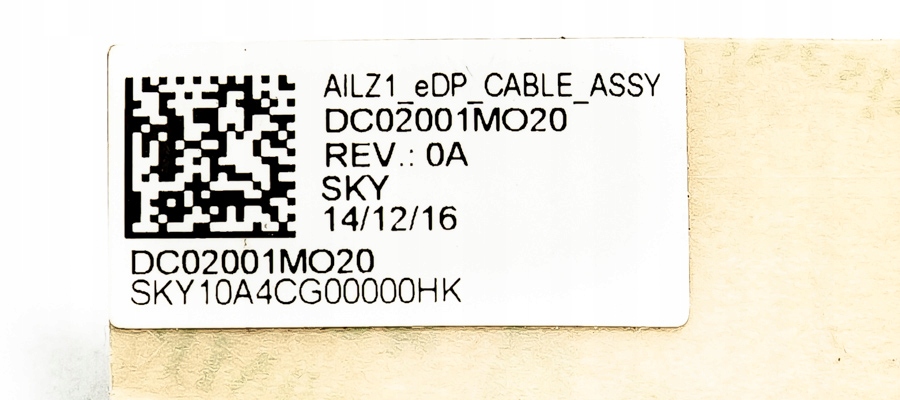 AILZ1_eDP_CABLE_ASSY
DC02001MO20
REV.: 0A
SKY
14/12/16
DC02001MO20
SKY10A4CG00000HK